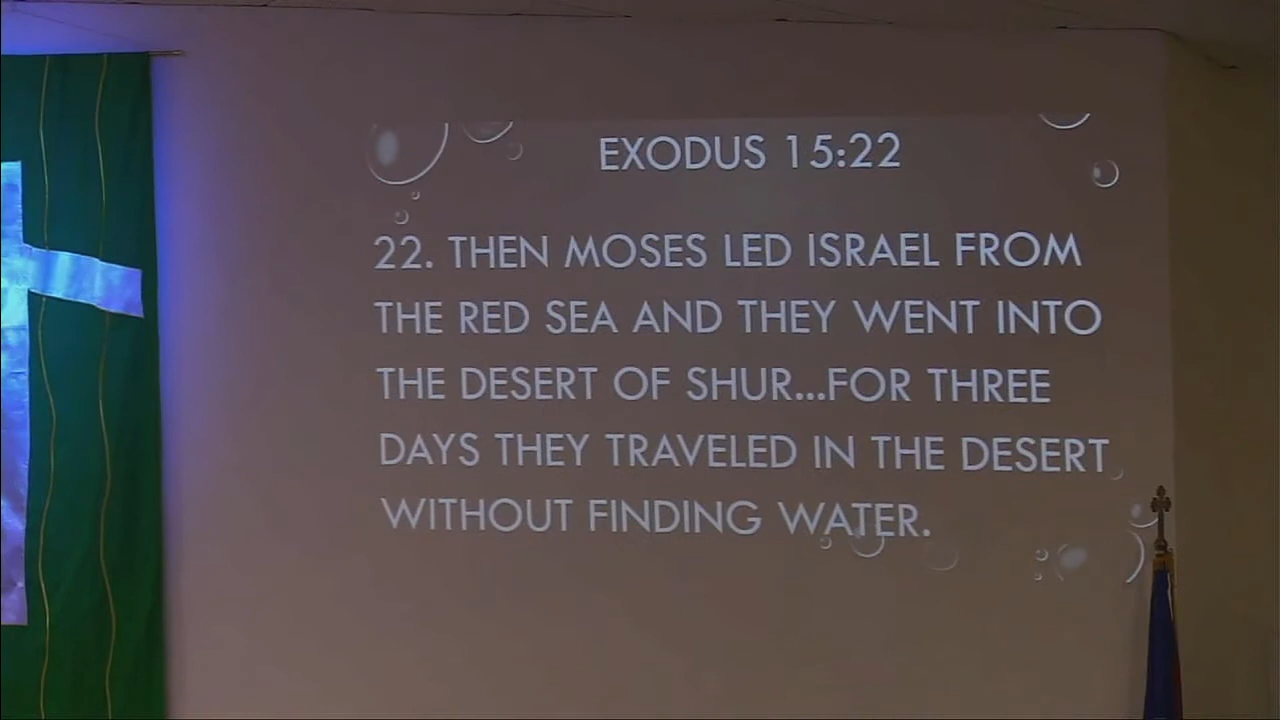 EXODUS 15:22
22. THEN MOSES LED ISRAEL FROM
THE RED SEA AND THEY WENT INTO
THE DESERT OF SHUR...FOR THREE
DAYS THEY TRAVELED IN THE DESERT
WITHOUT FINDING WATER.